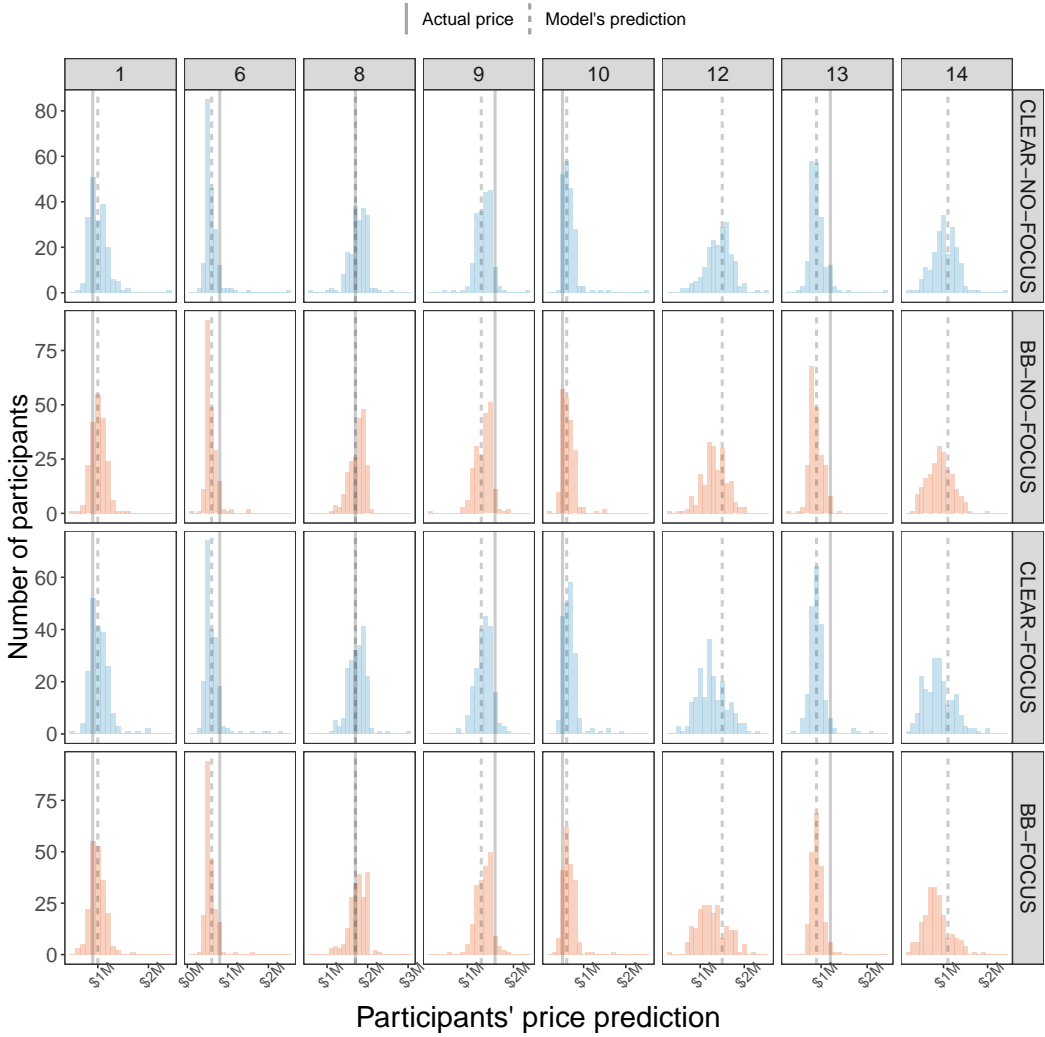 Actual price Model's prediction
1 6 8 9 10 12 13 14
Number of participants
80
60
40
20
0
CLEAR−NO−FOCUS
75
50
25
0
BB−NO−FOCUS
60
40
20
0
CLEAR−FOCUS
75
50
25
0
BB−FOCUS
$1M $2M $0M $1M $2M $1M $2M $3M $1M $2M $1M $2M $1M $2M $1M $2M $1M $2M
Participants' price prediction